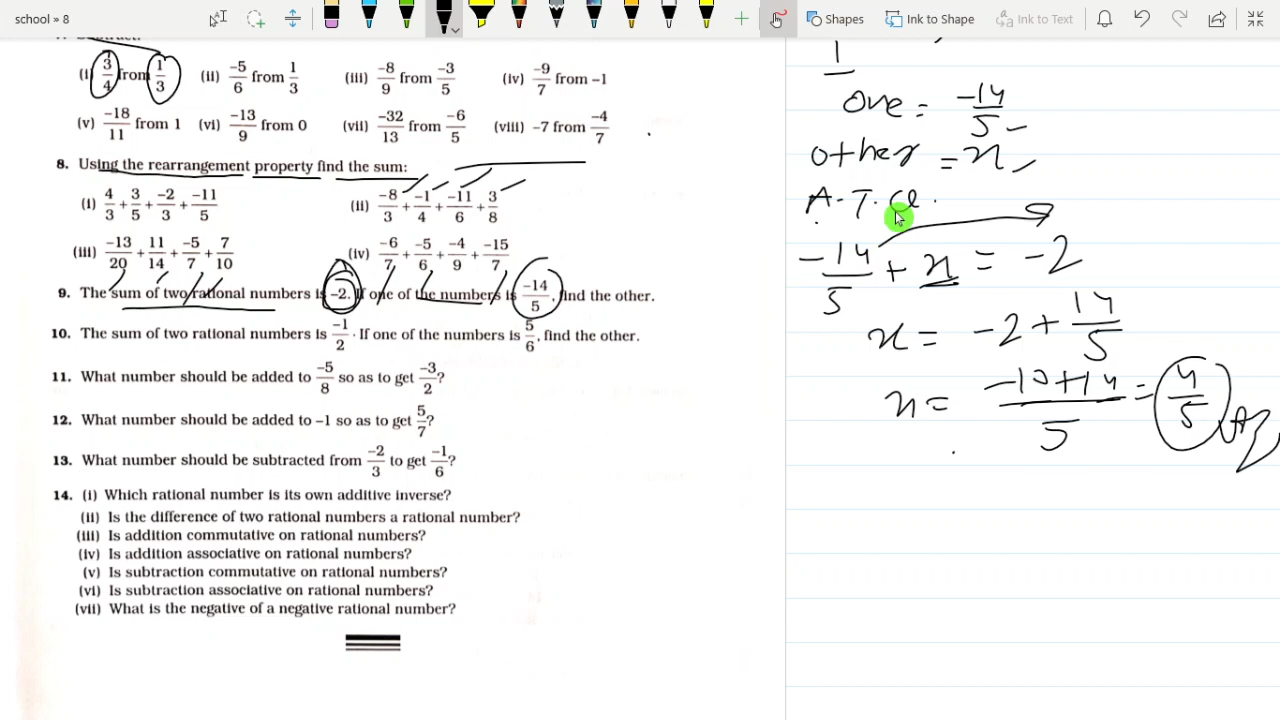 school » 8
Shapes
Ink to Shape
Ink to Text
(i) 3/4 from 1/3 (ii) -5/6 from 1/3 (iii) -8/9 from -3/5 (iv) -9/7 from -1
(v) -18/11 from 1 (vi) -13/9 from 0 (vii) -32/13 from -6/5 (viii) -7 from -4/7
8. Using the rearrangement property find the sum:
(i) 4/3 + 3/5 + -2/3 + -11/5 (ii) -8/3 + -1/4 + -11/6 + 3/8
(iii) -13/20 + 11/14 + -5/7 + 7/10 (iv) -6/7 + -5/6 + -4/9 + -15/7
9. The sum of two rational numbers is -2. If one of the numbers is -14/5, find the other.
10. The sum of two rational numbers is -1/2. If one of the numbers is 5/6, find the other.
11. What number should be added to -5/8 so as to get -3/2?
12. What number should be added to -1 so as to get 5/7?
13. What number should be subtracted from -2/3 to get -1/6?
14. (i) Which rational number is its own additive inverse?
(ii) Is the difference of two rational numbers a rational number?
(iii) Is addition commutative on rational numbers?
(iv) Is addition associative on rational numbers?
(v) Is subtraction commutative on rational numbers?
(vi) Is subtraction associative on rational numbers?
(vii) What is the negative of a negative rational number?
one = -14/5
other = x
A.T.Q.
-14/5 + x = -2
x = -2 + 14/5
x = -10+14/5 = 4/5